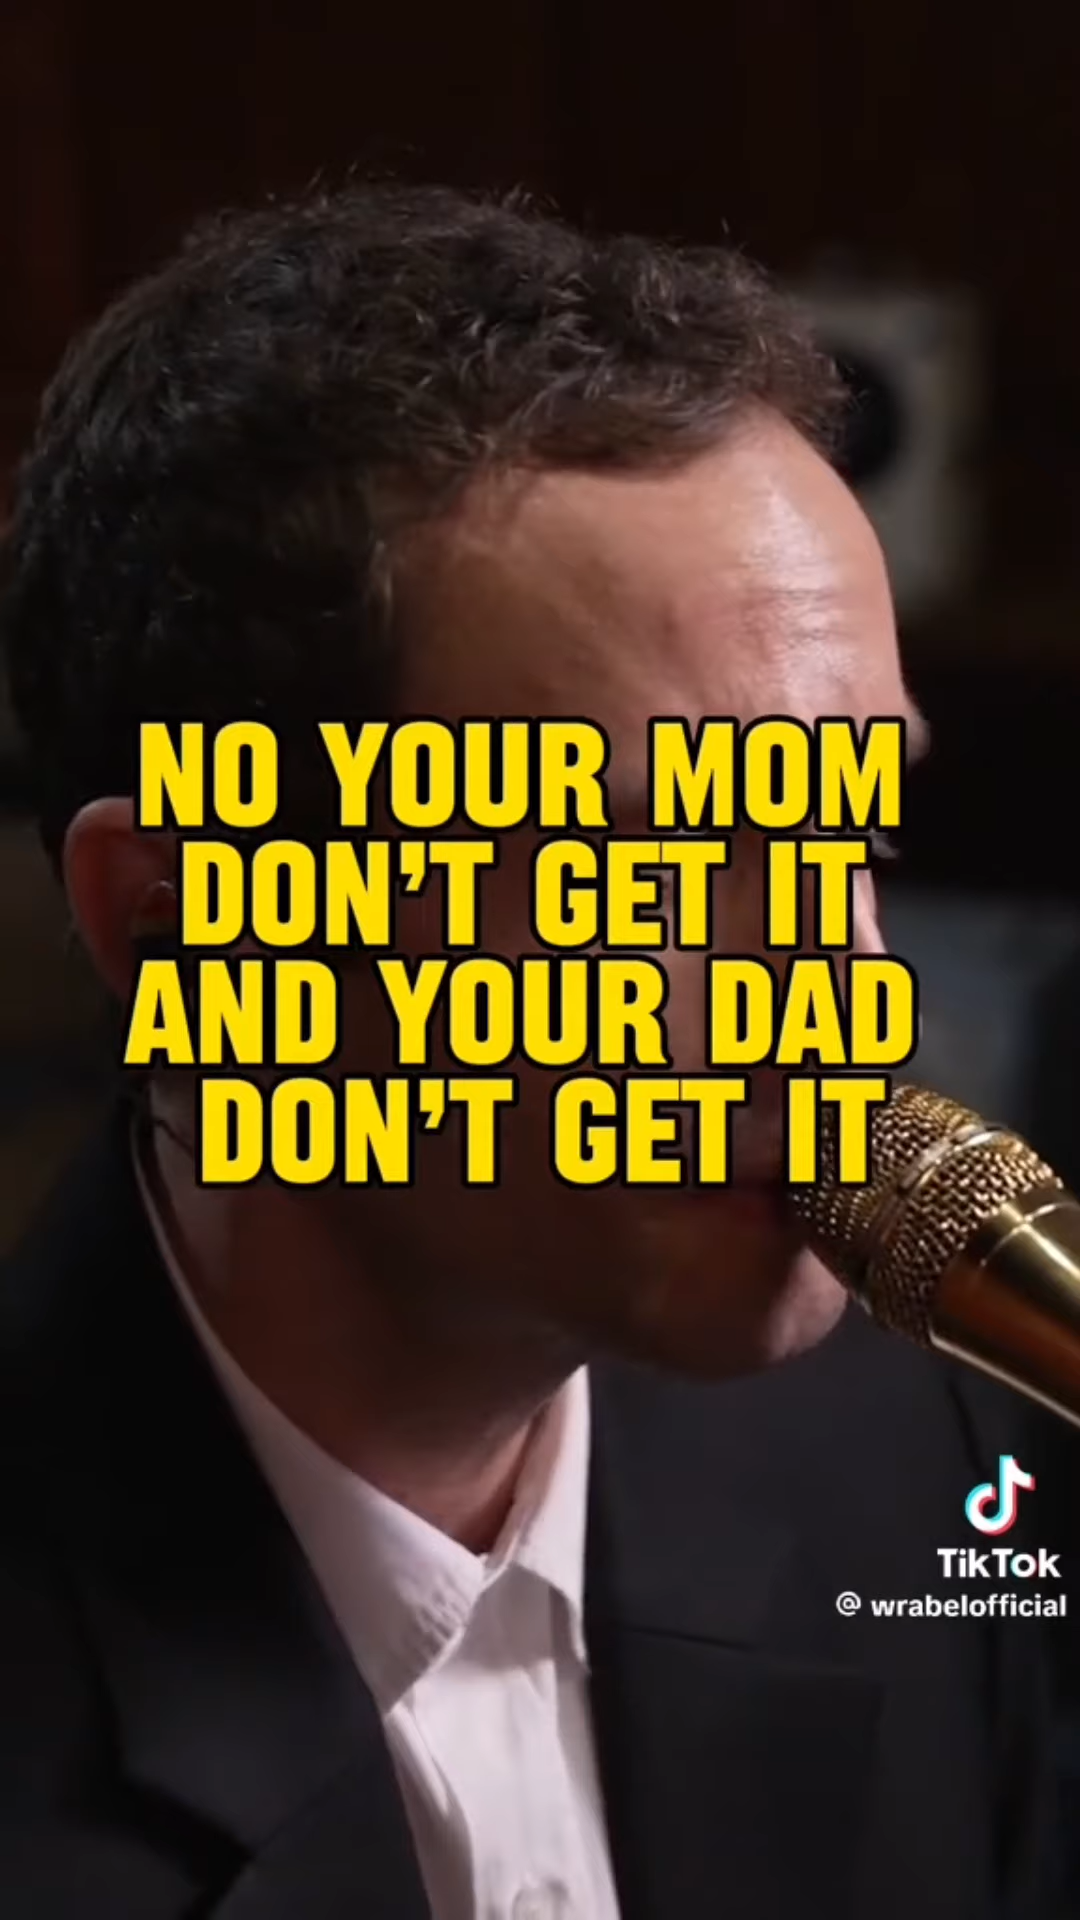 NO YOUR MOM
DON'T GET IT
AND YOUR DAD
DON'T GET IT
TikTok
@ wrabelofficial